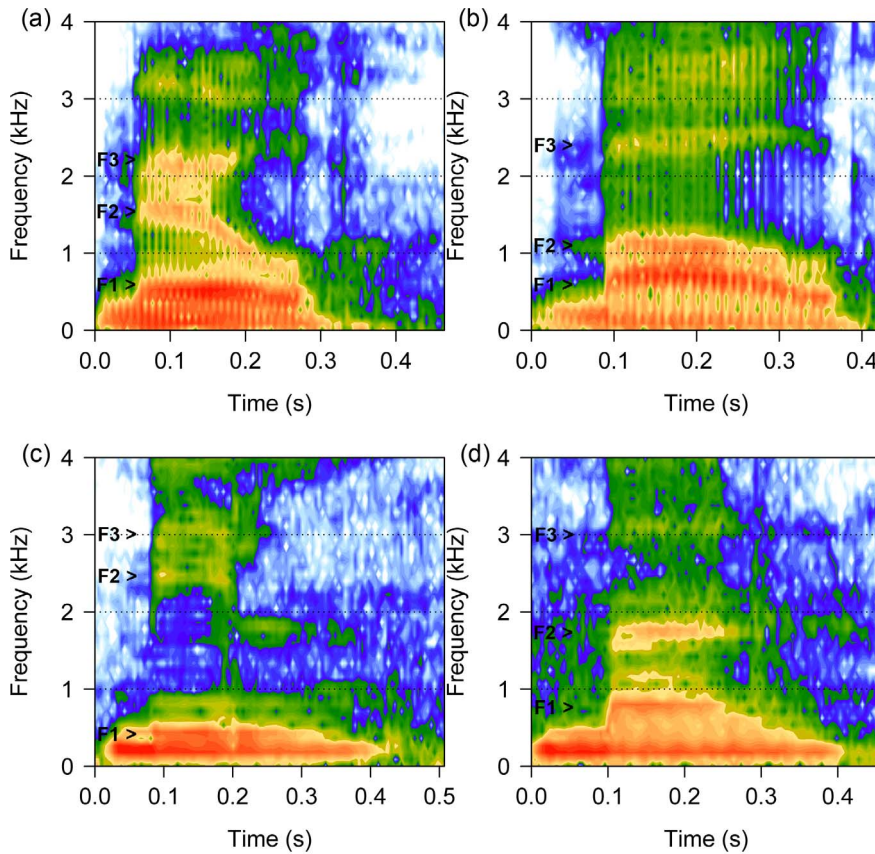 (a)
4
3
F3 >
2
F2 >
1
F1 >
0
Frequency (kHz)
0.0 0.1 0.2 0.3 0.4
Time (s)
(b)
4
3
F3 >
2
F2 >
1
F1 >
0
Frequency (kHz)
0.0 0.1 0.2 0.3 0.4
Time (s)
(c)
4
F3 >
3
F2 >
2
1
F1 >
0
Frequency (kHz)
0.0 0.1 0.2 0.3 0.4 0.5
Time (s)
(d)
4
F3 >
3
2
F2 >
1
F1 >
0
Frequency (kHz)
0.0 0.1 0.2 0.3 0.4
Time (s)